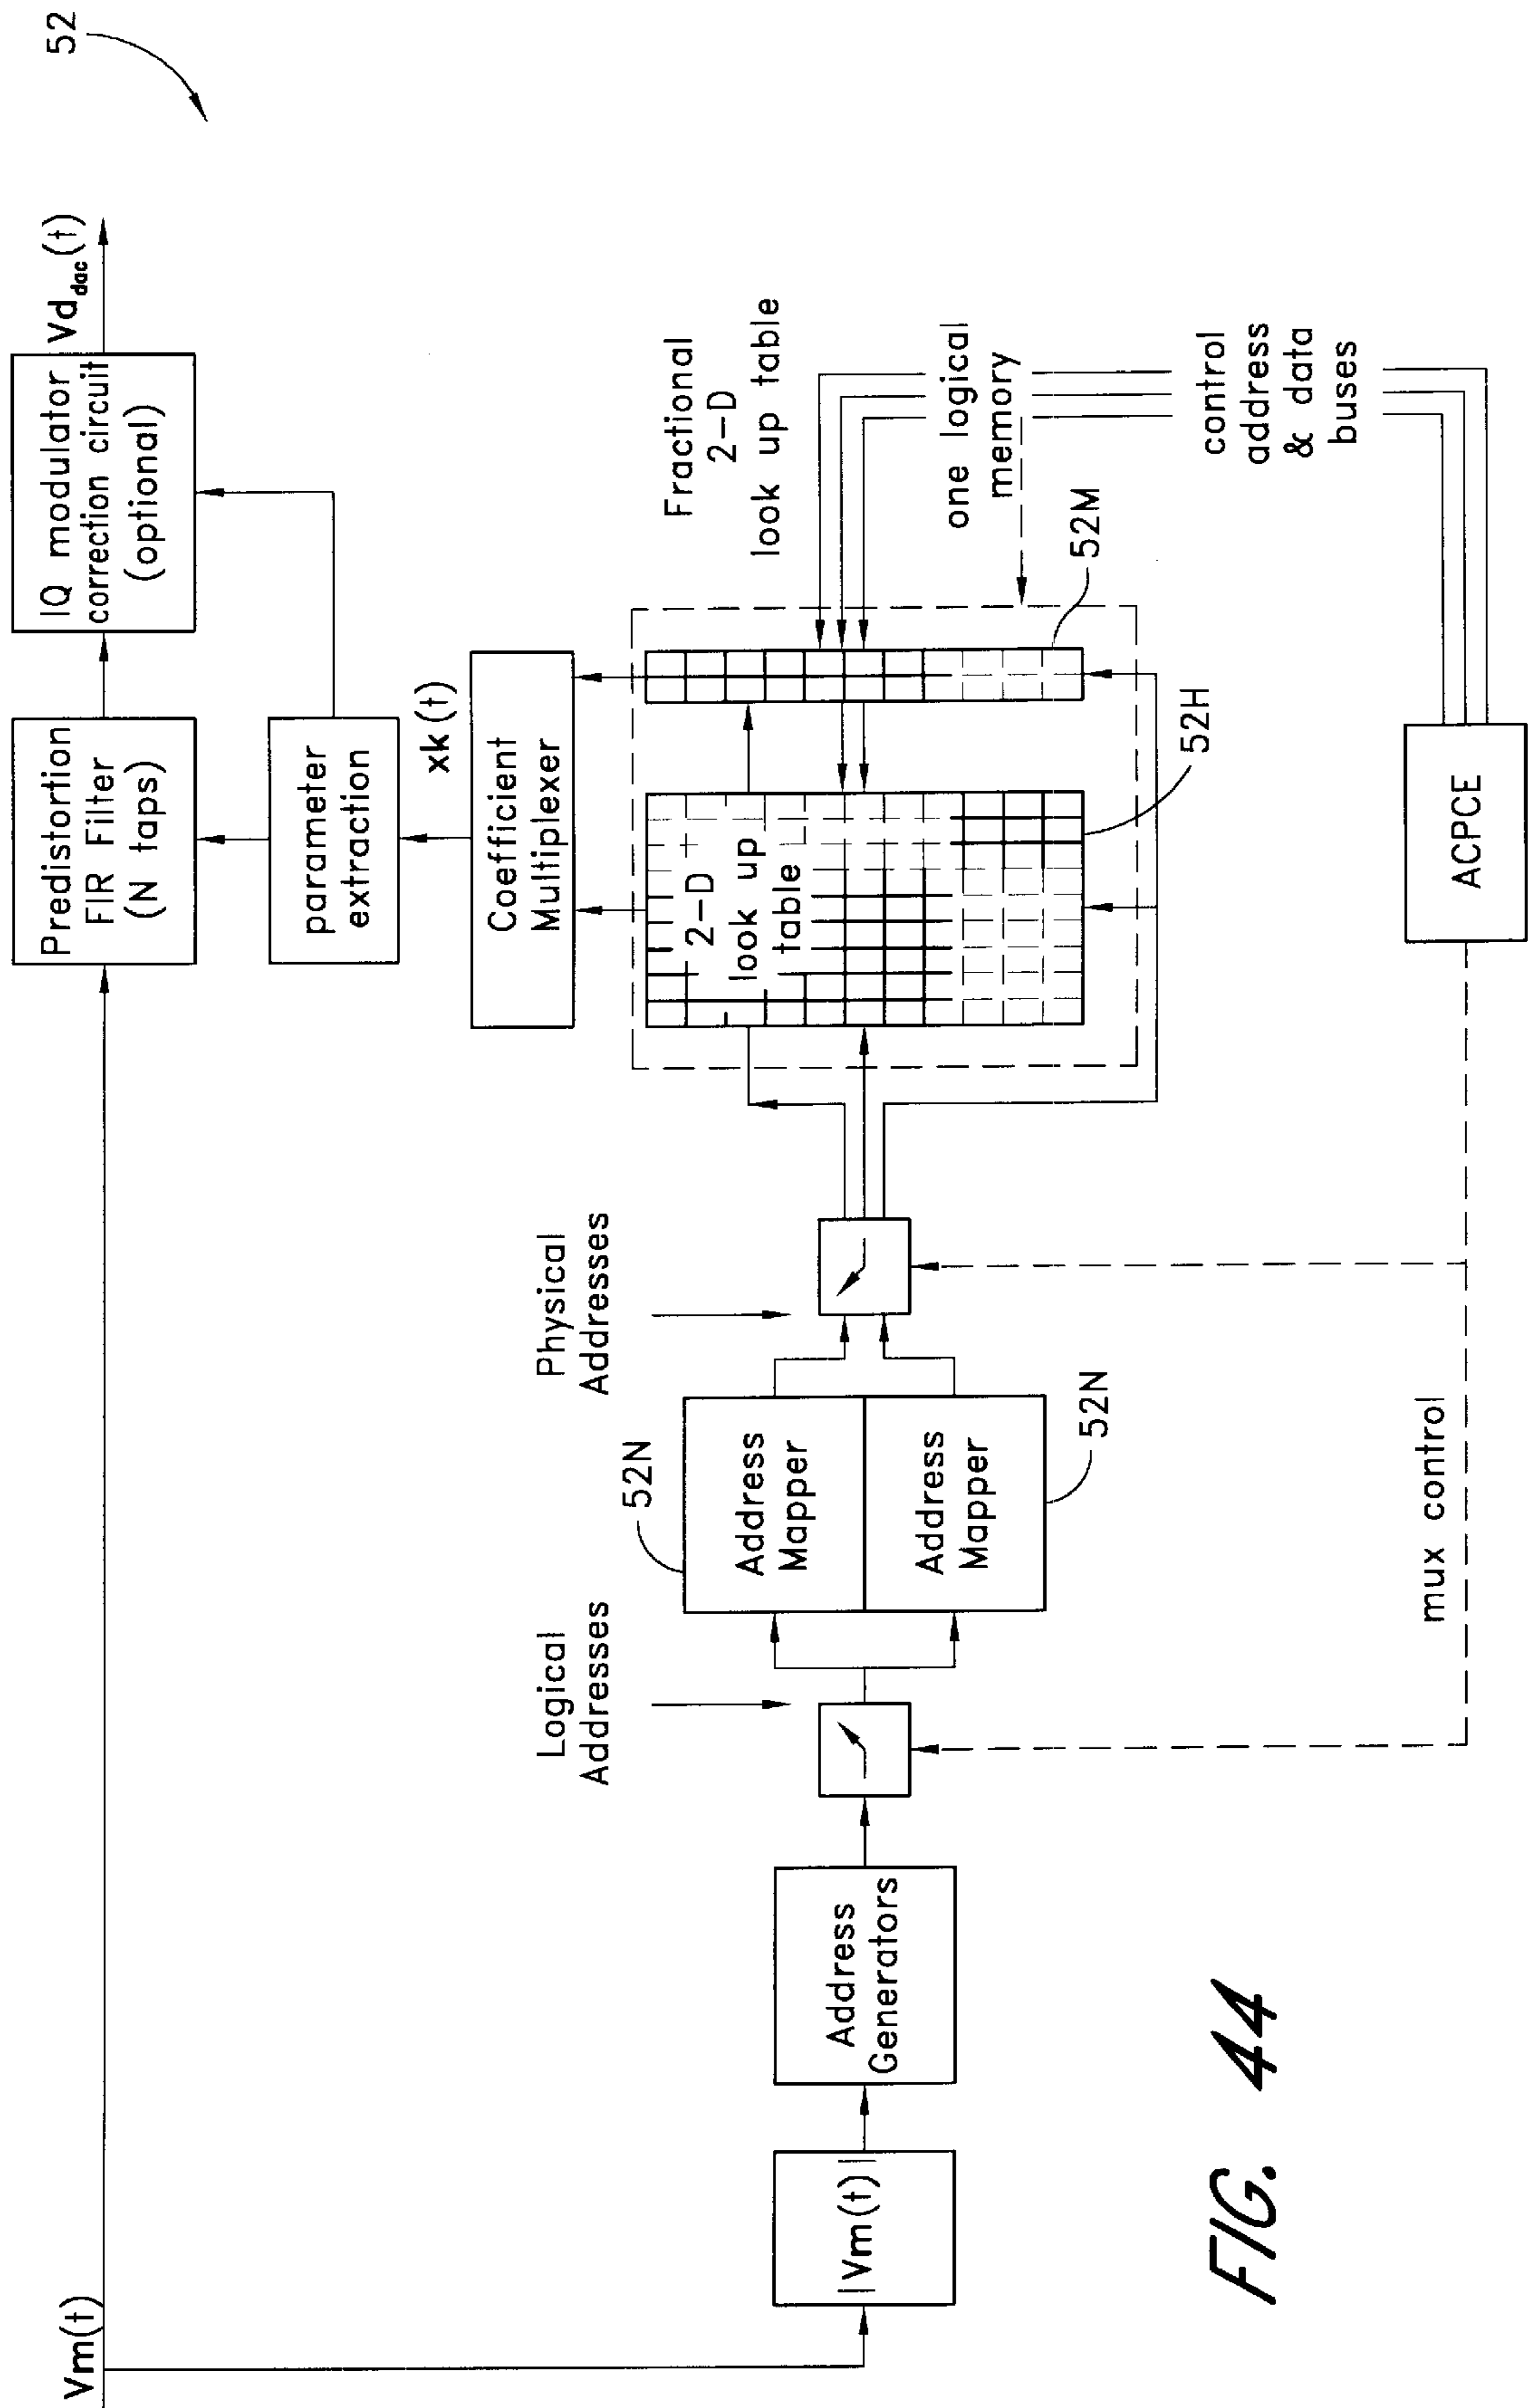 52
Vm(t)
Predistortion
FIR Filter
(N taps)
IQ modulator
correction circuit
(optional)
Vd_dac(t)
parameter
extraction
xk(t)
Coefficient
Multiplexer
Fractional
2-D
look up table
2-D
look up
table
one logical
memory
52M
52H
control
address
& data
buses
Logical
Addresses
Physical
Addresses
52N
|Vm(t)|
Address
Generators
Address
Mapper
Address
Mapper
52N
mux control
ACPCE
FIG. 44